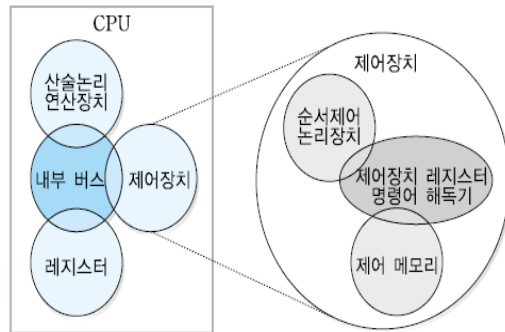 CPU
산술논리
연산장치
내부 버스
제어장치
레지스터
제어장치
순서제어
논리장치
제어장치 레지스터
명령어 해독기
제어 메모리